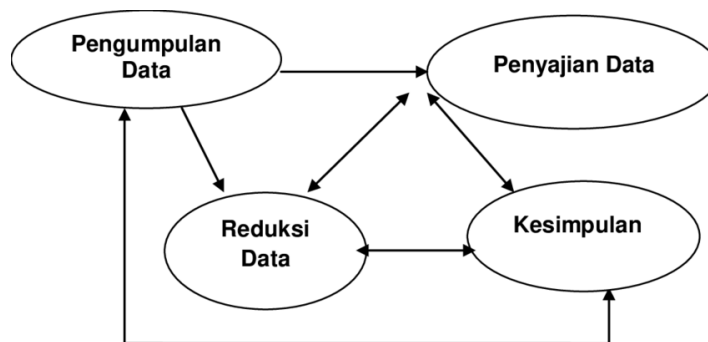 Pengumpulan
Data
Penyajian Data
Reduksi
Data
Kesimpulan